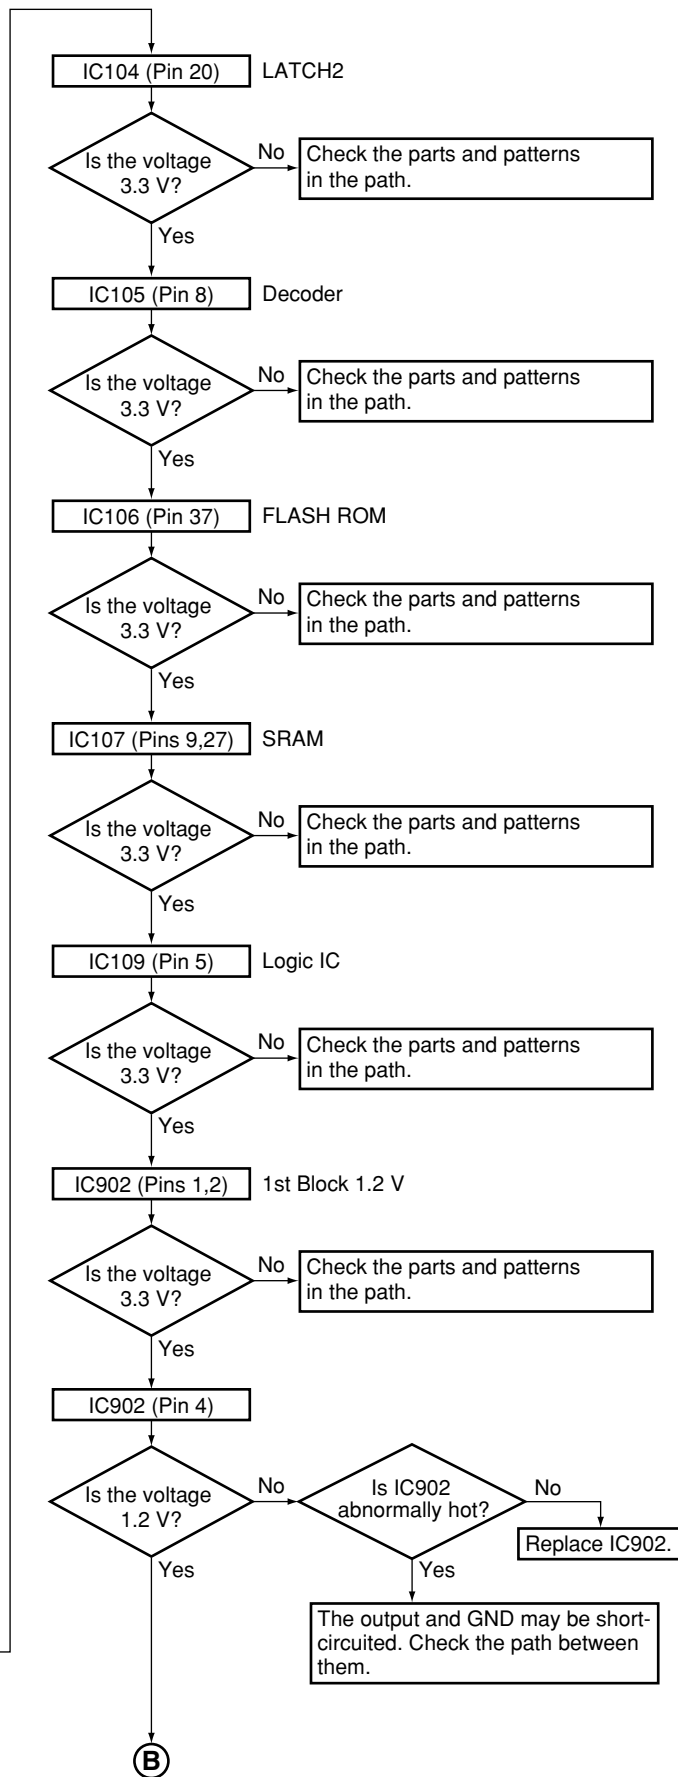 IC104 (Pin 20) LATCH2
Is the voltage
3.3 V?
No
Check the parts and patterns
in the path.
Yes
IC105 (Pin 8) Decoder
Is the voltage
3.3 V?
No
Check the parts and patterns
in the path.
Yes
IC106 (Pin 37) FLASH ROM
Is the voltage
3.3 V?
No
Check the parts and patterns
in the path.
Yes
IC107 (Pins 9,27) SRAM
Is the voltage
3.3 V?
No
Check the parts and patterns
in the path.
Yes
IC109 (Pin 5) Logic IC
Is the voltage
3.3 V?
No
Check the parts and patterns
in the path.
Yes
IC902 (Pins 1,2) 1st Block 1.2 V
Is the voltage
3.3 V?
No
Check the parts and patterns
in the path.
Yes
IC902 (Pin 4)
Is the voltage
1.2 V?
No
Is IC902
abnormally hot?
No
Replace IC902.
Yes
Yes
The output and GND may be short-
circuited. Check the path between
them.
B